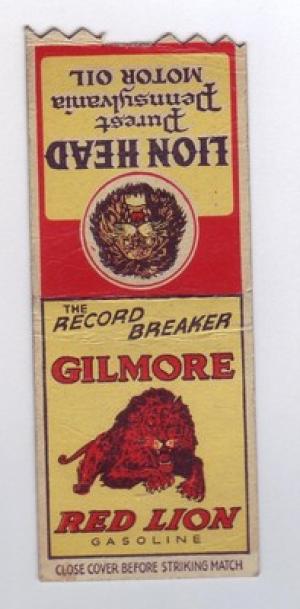 LION HEAD
Purest
Pennsylvania
MOTOR OIL
THE
RECORD
BREAKER
GILMORE
RED LION
GASOLINE
CLOSE COVER BEFORE STRIKING MATCH